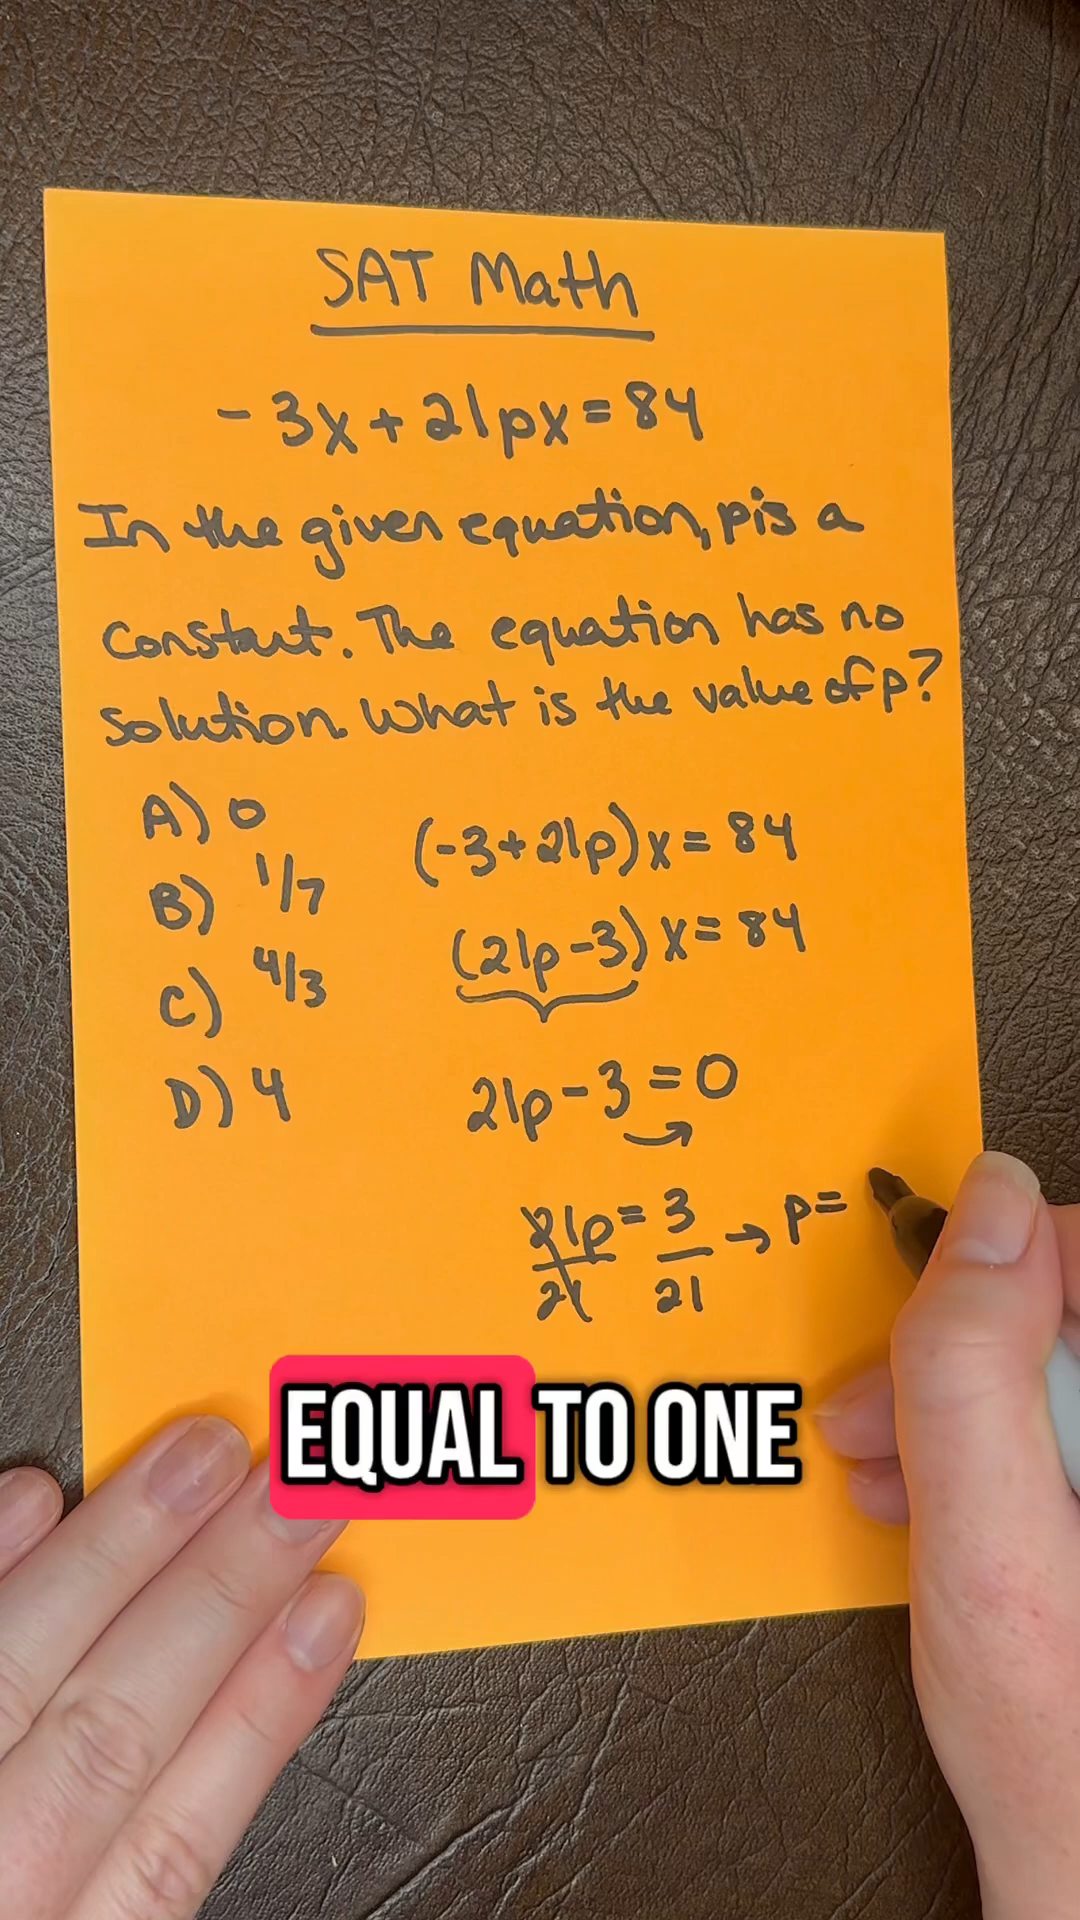 SAT Math
-3x+21px=84
In the given equation, p is a
constant. The equation has no
solution. What is the value of p?
A) 0
(-3+21p)x=84
B) 1/7
(21p-3)x=84
C) 4/3
21p-3=0
D) 4
21p=3→p=
21 21
EQUAL TO ONE